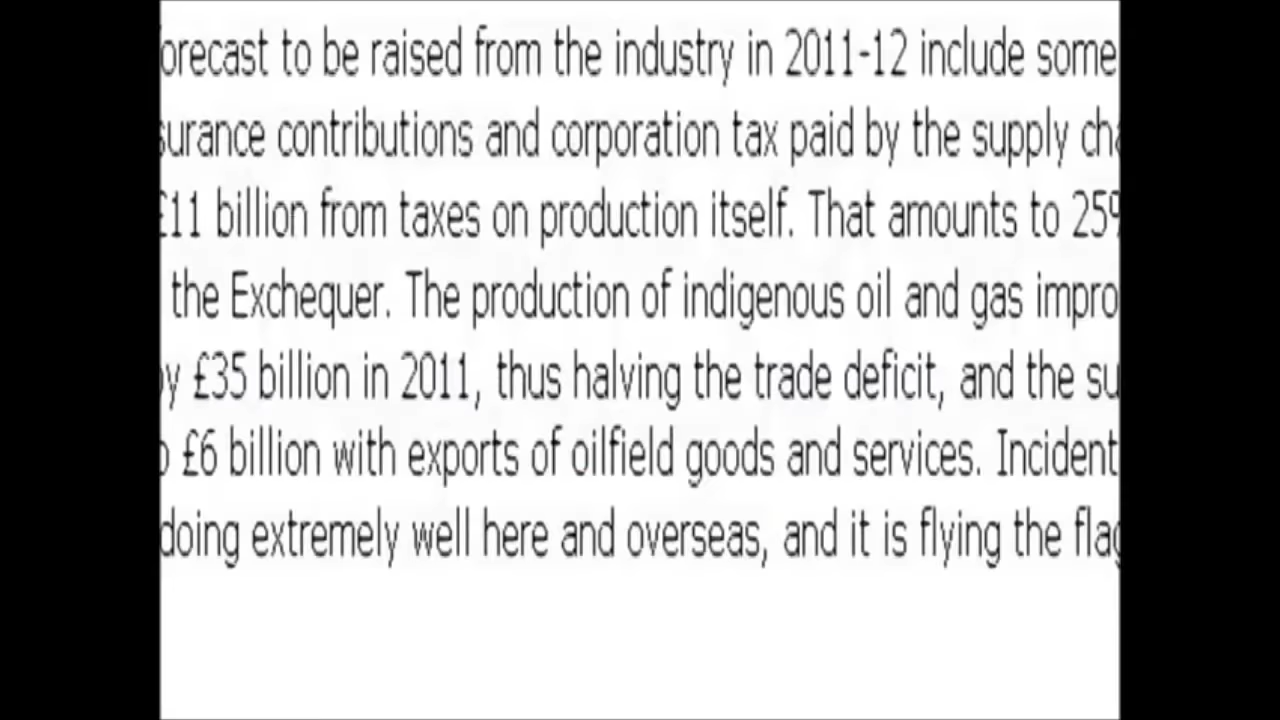 orecast to be raised from the industry in 2011-12 include some
surance contributions and corporation tax paid by the supply cha
£11 billion from taxes on production itself. That amounts to 25%
the Exchequer. The production of indigenous oil and gas impro
by £35 billion in 2011, thus halving the trade deficit, and the su
o £6 billion with exports of oilfield goods and services. Incident
doing extremely well here and overseas, and it is flying the flag